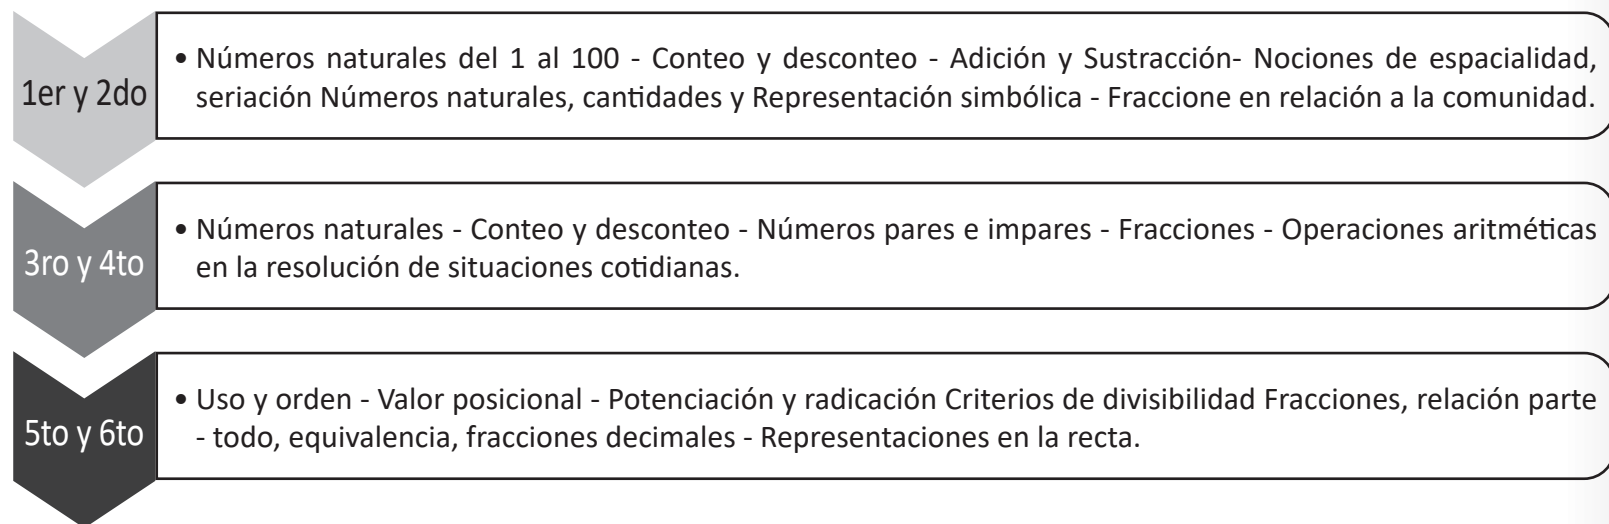 1er y 2do
• Números naturales del 1 al 100 - Conteo y desconteo - Adición y Sustracción- Nociones de espacialidad,
seriación Números naturales, cantidades y Representación simbólica - Fraccione en relación a la comunidad.
3ro y 4to
• Números naturales - Conteo y desconteo - Números pares e impares - Fracciones - Operaciones aritméticas
en la resolución de situaciones cotidianas.
5to y 6to
• Uso y orden - Valor posicional - Potenciación y radicación Criterios de divisibilidad Fracciones, relación parte
- todo, equivalencia, fracciones decimales - Representaciones en la recta.